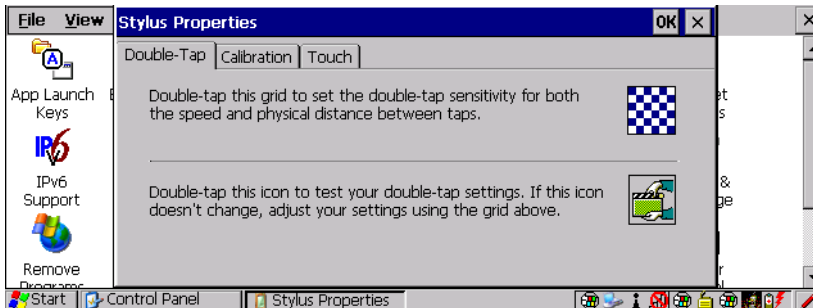 File View
Stylus Properties
OK
Double-Tap
Calibration
Touch
App Launch
Keys
Double-tap this grid to set the double-tap sensitivity for both
the speed and physical distance between taps.
IPv6
Support
Double-tap this icon to test your double-tap settings. If this icon
doesn't change, adjust your settings using the grid above.
&
Remove
Programs
Start
Control Panel
Stylus Properties